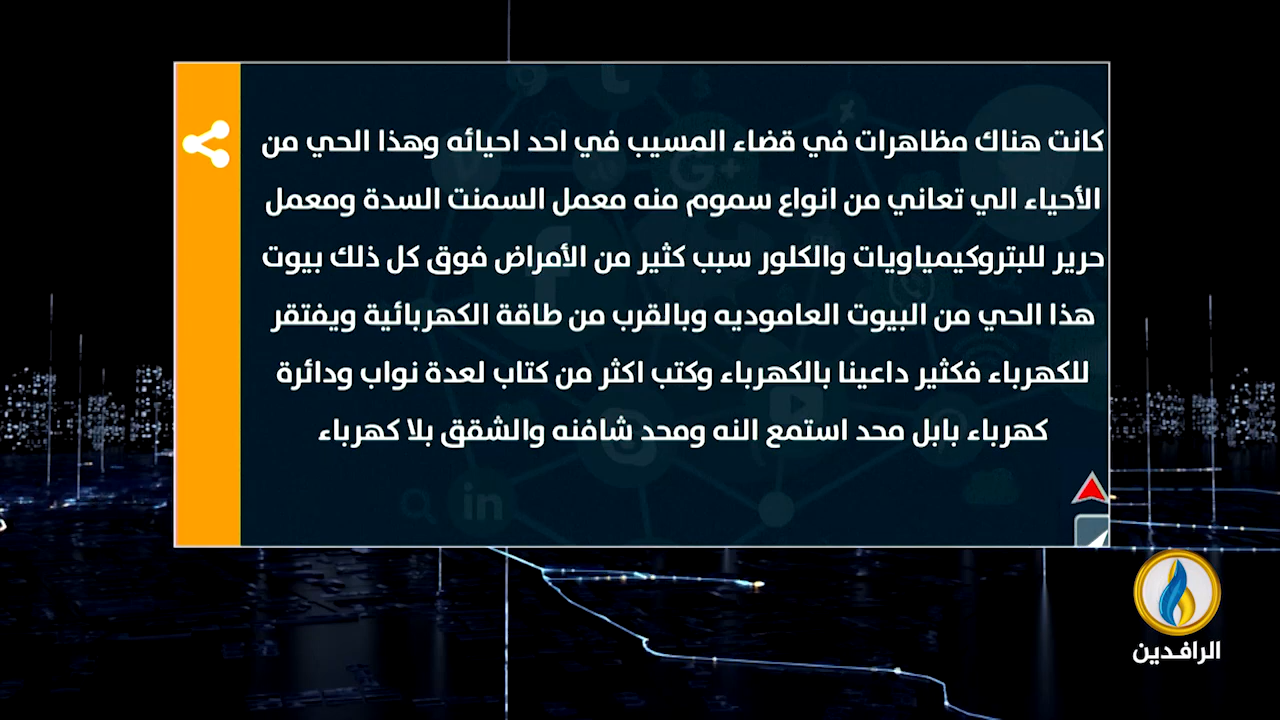 كانت هناك مظاهرات في قضاء المسيب في احد احيائه وهذا الحي من
الأحياء الي تعاني من انواع سموم منه معمل السمنت السدة ومعمل
حرير للبتروكيمياويات والكلور سبب كثير من الأمراض فوق كل ذلك بيوت
هذا الحي من البيوت العاموديه وبالقرب من طاقة الكهربائية ويفتقر
للكهرباء فكثير داعينا بالكهرباء وكتب اكثر من كتاب لعدة نواب ودائرة
كهرباء بابل محد استمع النه ومحد شافنه والشقق بلا كهرباء
in
الرافدين